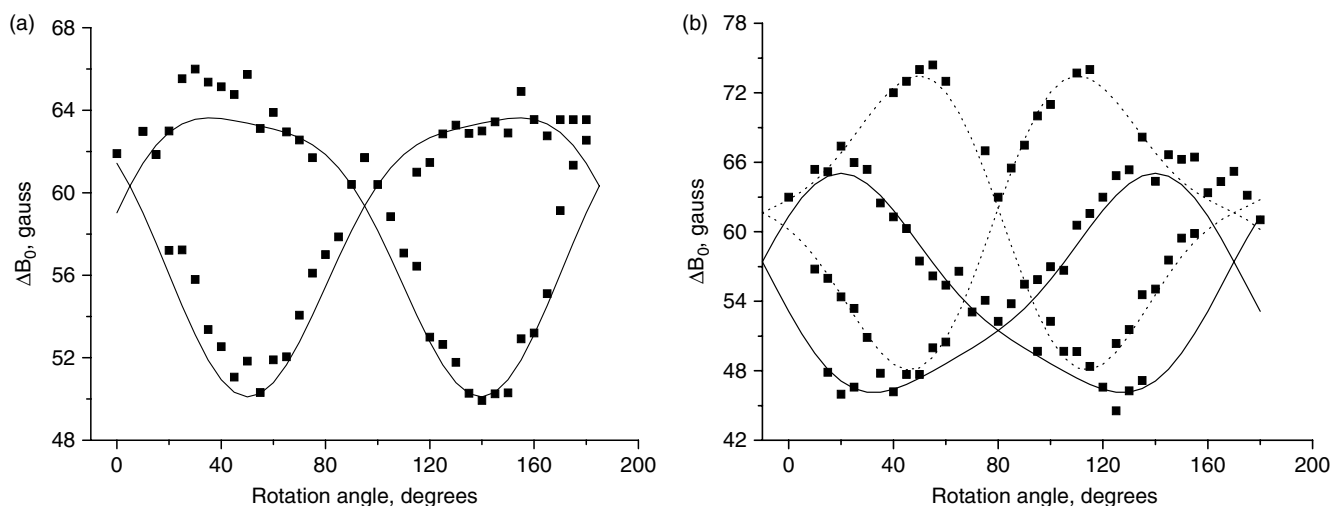 (a)
68
64
60
56
52
48
ΔB₀, gauss
0 40 80 120 160 200
Rotation angle, degrees
(b)
78
72
66
60
54
48
42
ΔB₀, gauss
0 40 80 120 160 200
Rotation angle, degrees